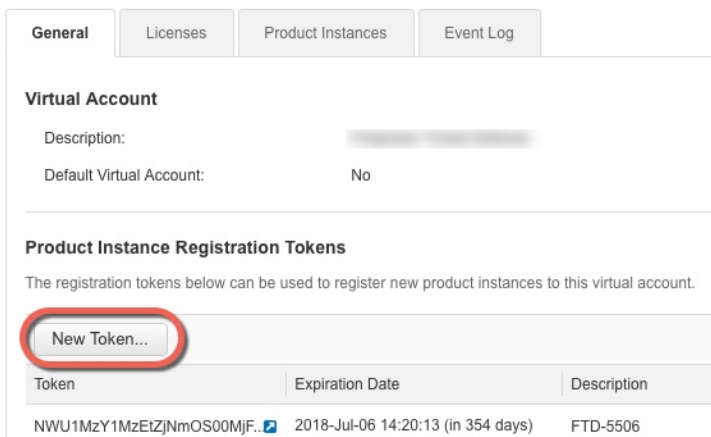 General Licenses Product Instances Event Log
Virtual Account
Description:
Default Virtual Account: No
Product Instance Registration Tokens
The registration tokens below can be used to register new product instances to this virtual account.
New Token...
Token Expiration Date Description
NWU1MzY1MzEtZjNmOS00MjF... 2018-Jul-06 14:20:13 (in 354 days) FTD-5506